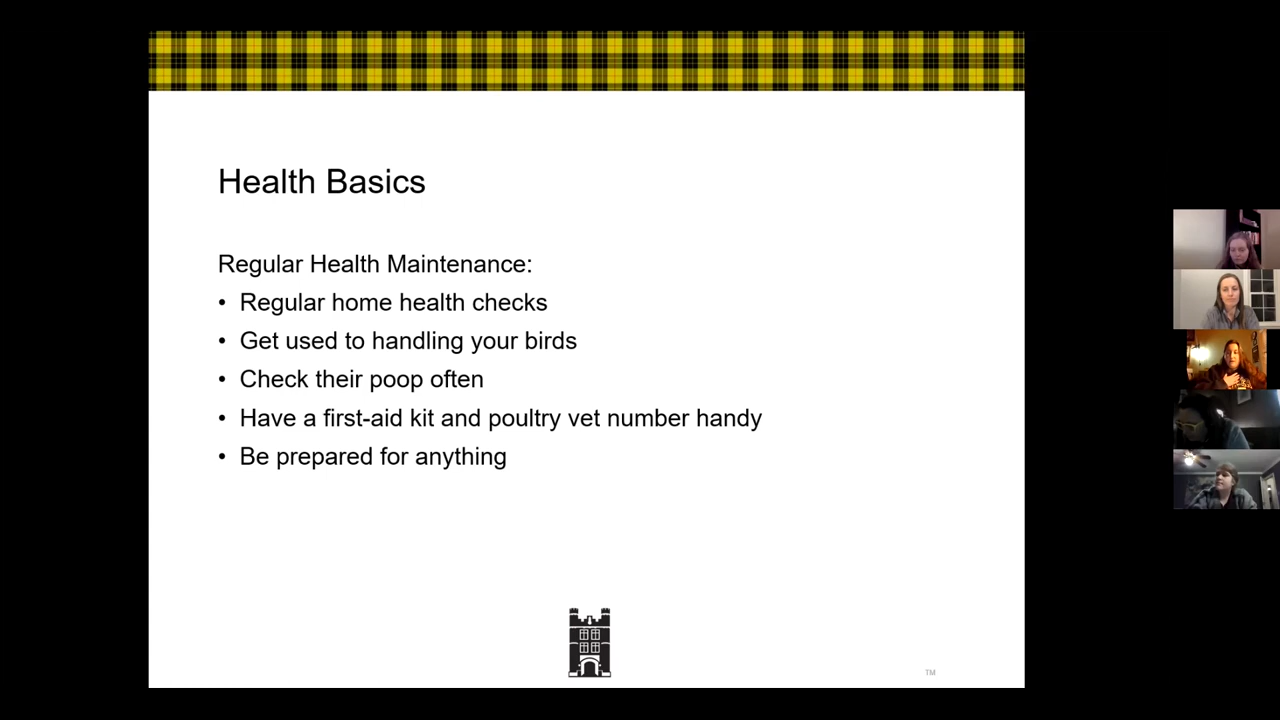 Health Basics
Regular Health Maintenance:
• Regular home health checks
• Get used to handling your birds
• Check their poop often
• Have a first-aid kit and poultry vet number handy
• Be prepared for anything
TM